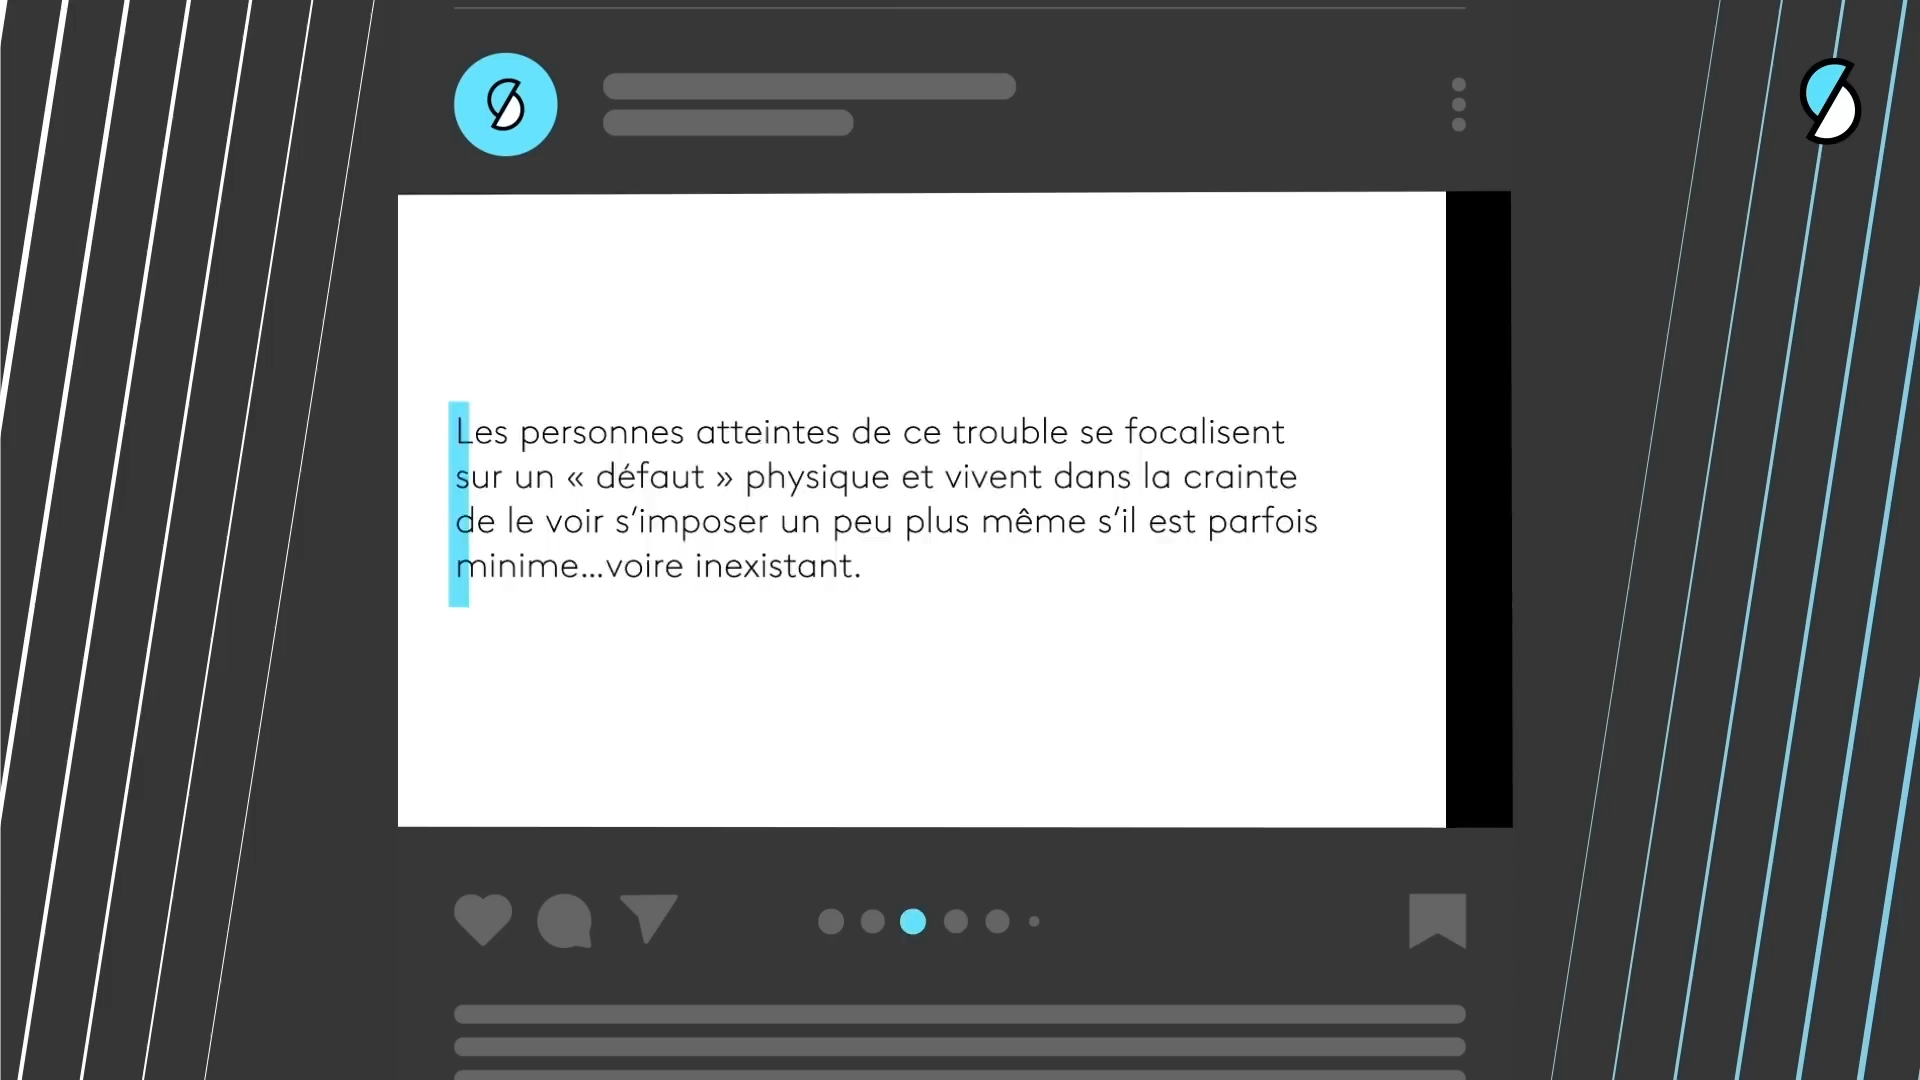 Les personnes atteintes de ce trouble se focalisent
sur un « défaut » physique et vivent dans la crainte
de le voir s’imposer un peu plus même s’il est parfois
minime...voire inexistant.